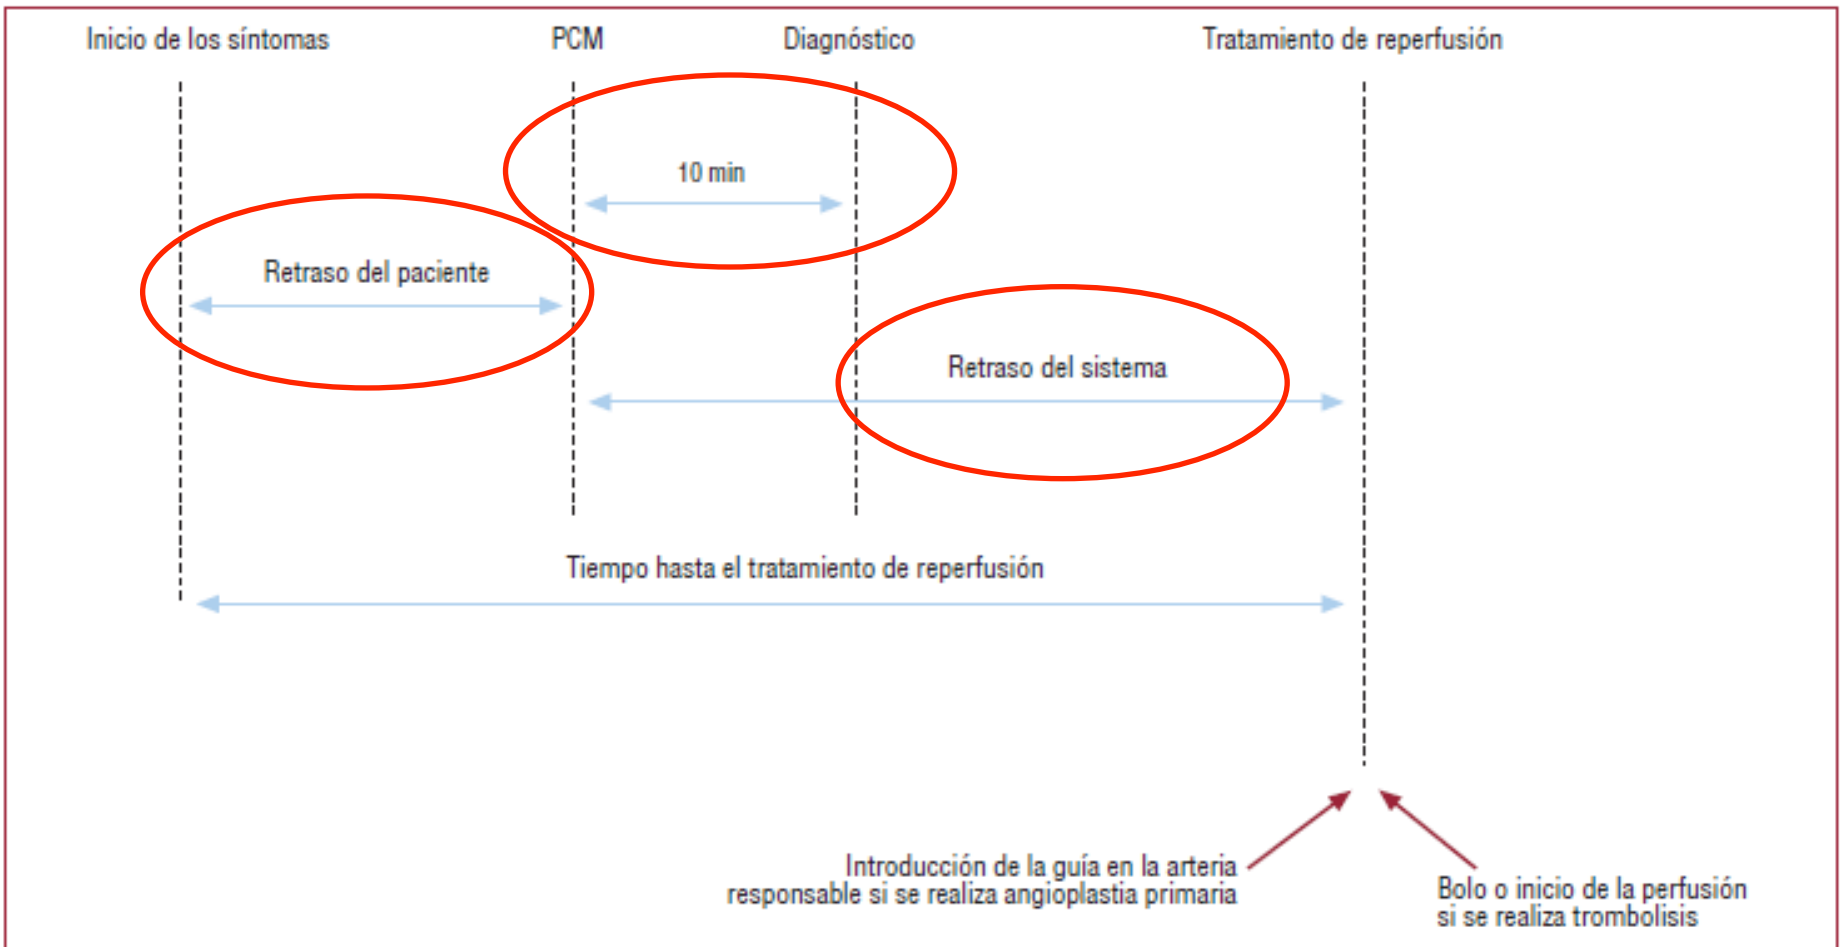 Inicio de los síntomas
PCM
Diagnóstico
Tratamiento de reperfusión
10 min
Retraso del paciente
Retraso del sistema
Tiempo hasta el tratamiento de reperfusión
Introducción de la guía en la arteria
responsable si se realiza angioplastia primaria
Bolo o inicio de la perfusión
si se realiza trombolisis